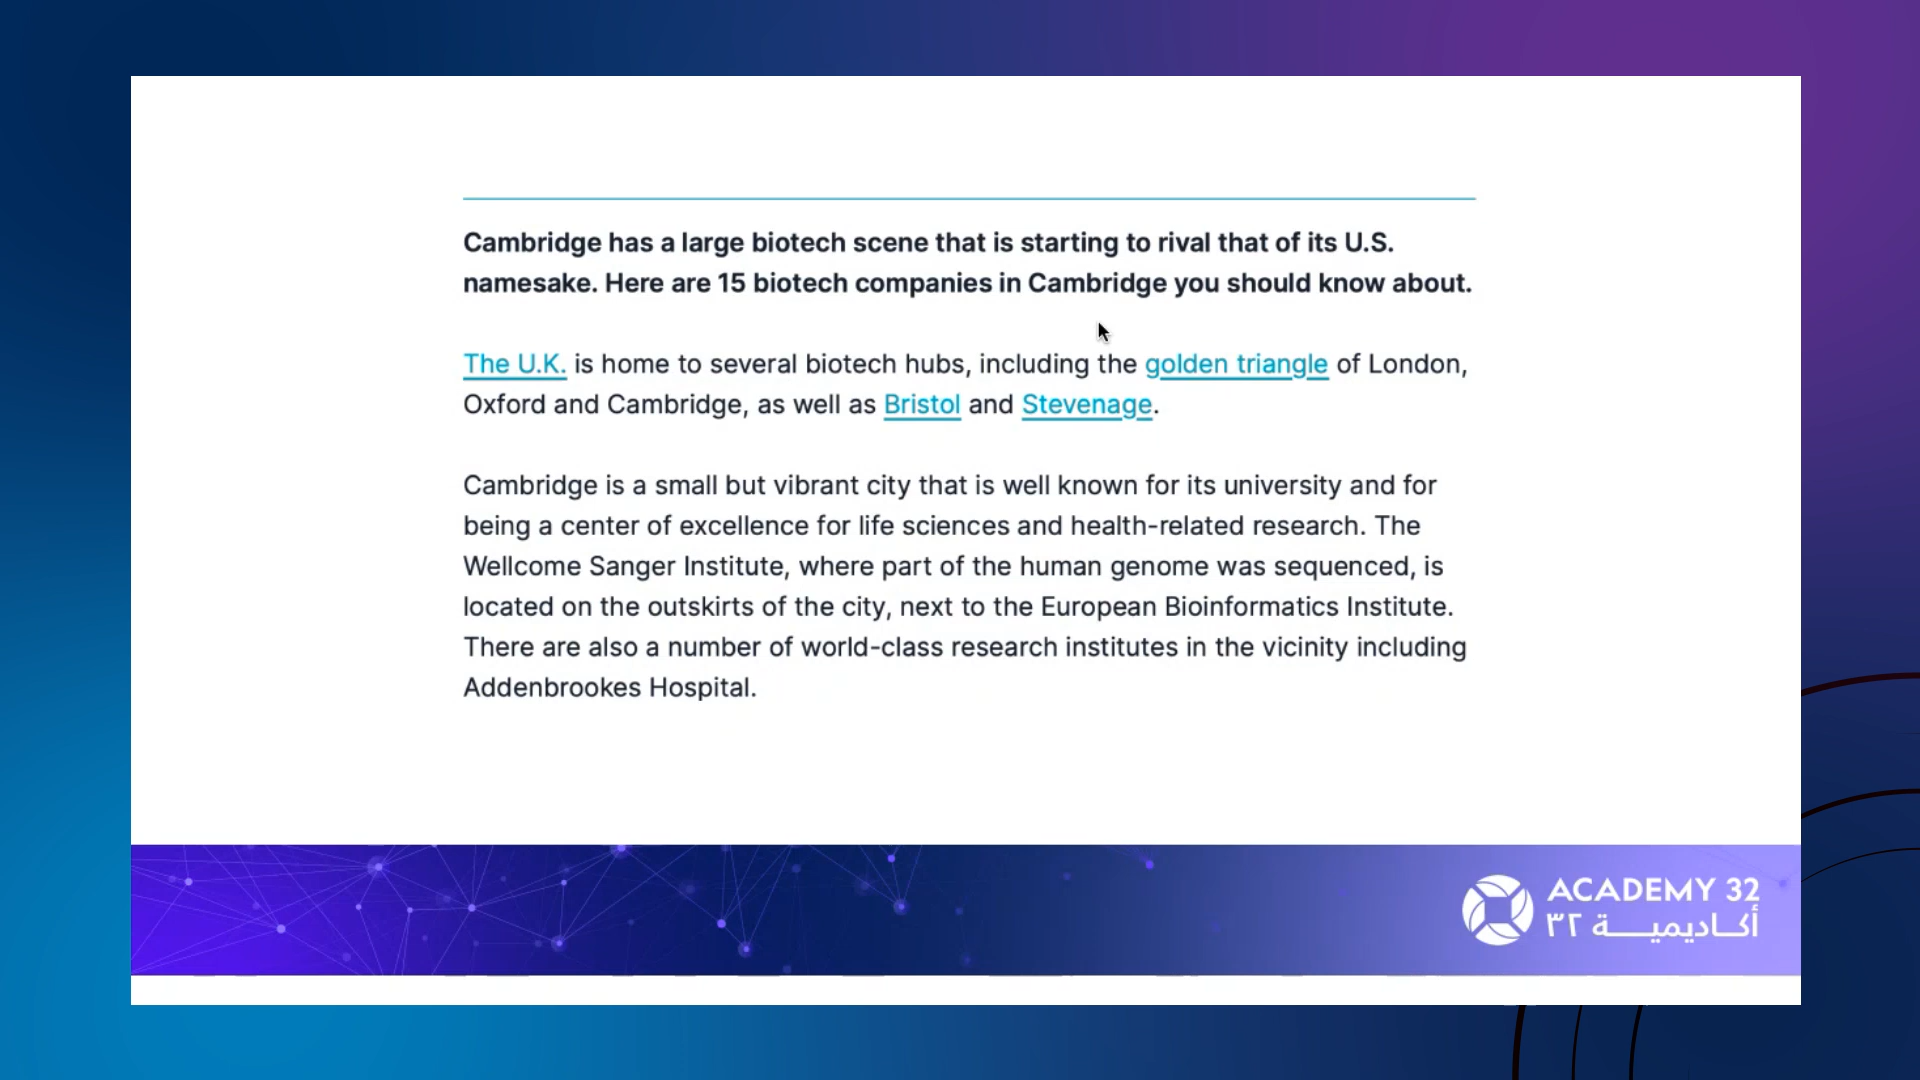 Cambridge has a large biotech scene that is starting to rival that of its U.S.
namesake. Here are 15 biotech companies in Cambridge you should know about.
The U.K. is home to several biotech hubs, including the golden triangle of London,
Oxford and Cambridge, as well as Bristol and Stevenage.
Cambridge is a small but vibrant city that is well known for its university and for
being a center of excellence for life sciences and health-related research. The
Wellcome Sanger Institute, where part of the human genome was sequenced, is
located on the outskirts of the city, next to the European Bioinformatics Institute.
There are also a number of world-class research institutes in the vicinity including
Addenbrookes Hospital.
ACADEMY 32
أكـاديميـــة ٣٢